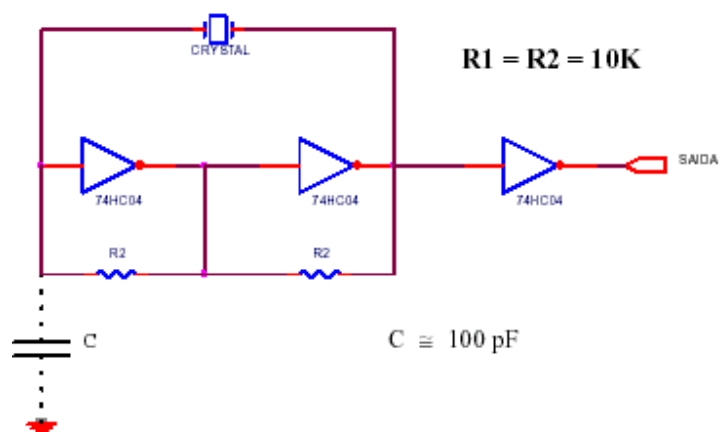 CRYSTAL
R1 = R2 = 10K
SAIDA
74HC04
74HC04
74HC04
R2
R2
C
C ≅ 100 pF